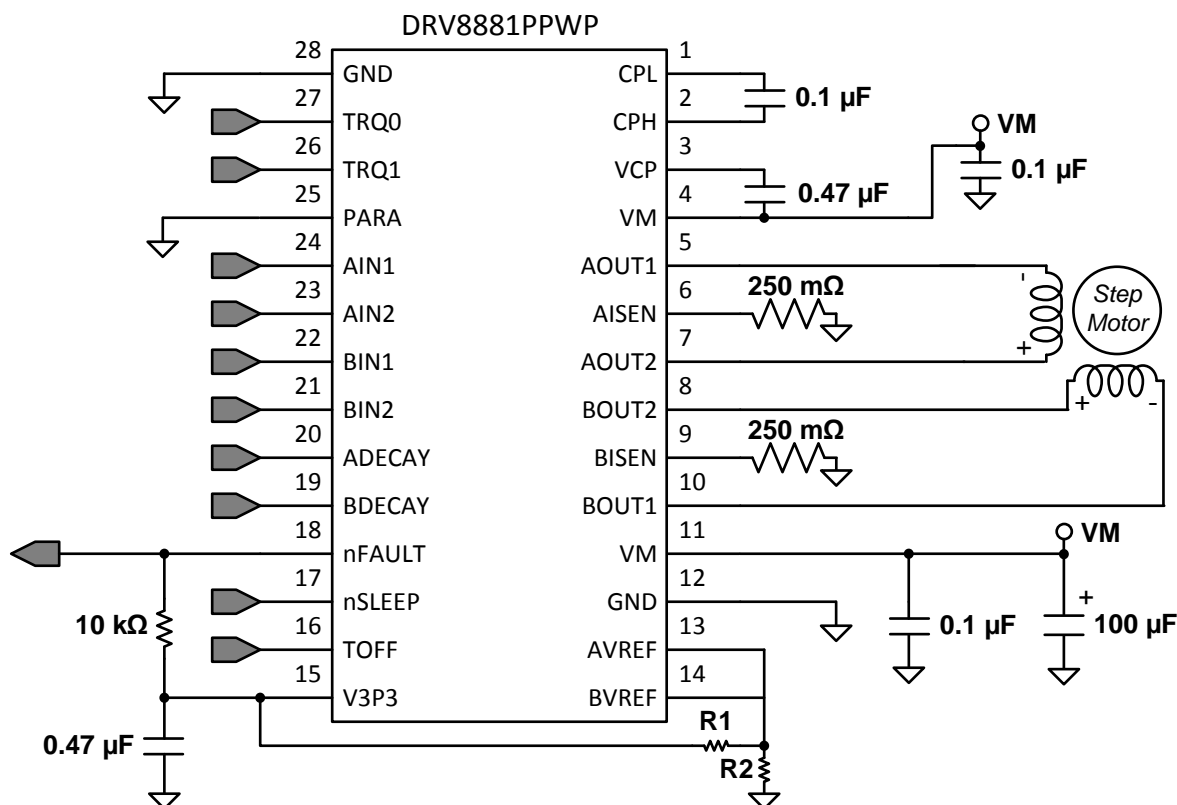 DRV8881PPWP
28
GND
27
TRQ0
26
TRQ1
25
PARA
24
AIN1
23
AIN2
22
BIN1
21
BIN2
20
ADECAY
19
BDECAY
18
nFAULT
17
nSLEEP
16
TOFF
15
V3P3
10 kΩ
0.47 µF
1
CPL
2
CPH
0.1 µF
3
VCP
4
VM
0.47 µF
VM
0.1 µF
5
AOUT1
6
AISEN
250 mΩ
7
AOUT2
-
+
Step
Motor
8
BOUT2
+ -
9
BISEN
250 mΩ
10
BOUT1
11
VM
VM
12
GND
0.1 µF
+
100 µF
13
AVREF
14
BVREF
R1
R2